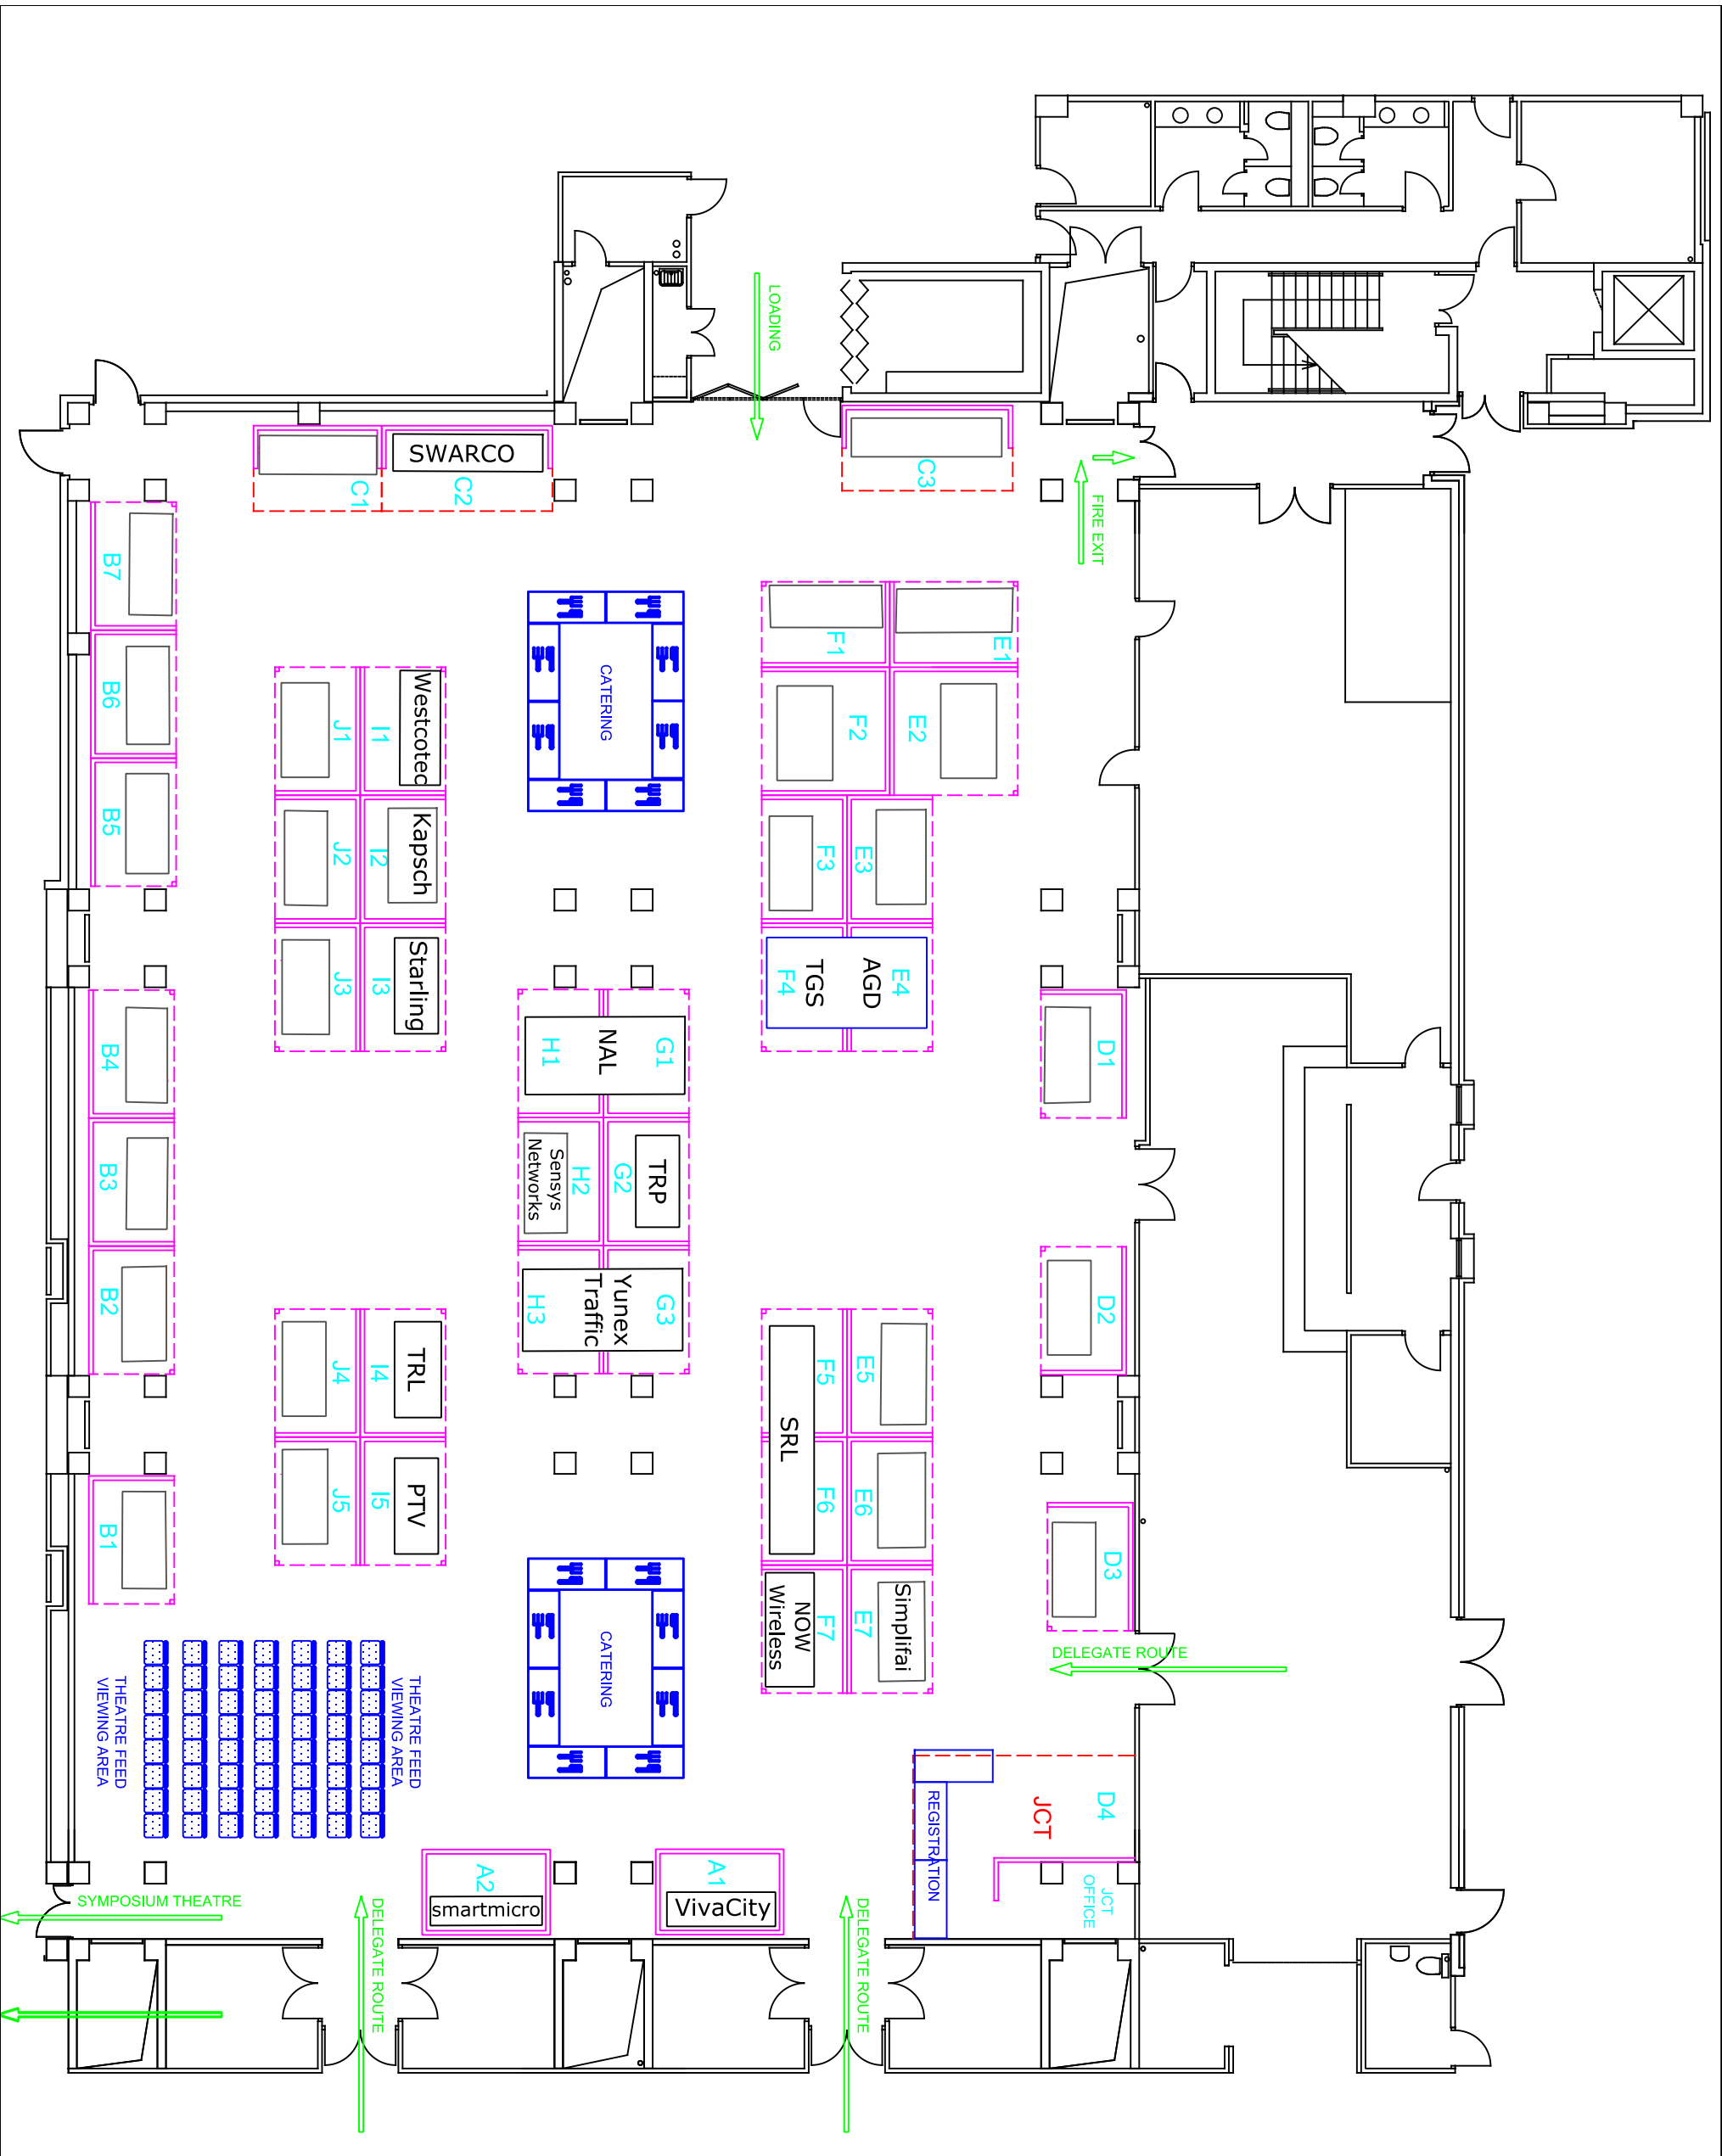 LOADING
SWARCO
C1
C2
C3
FIRE EXIT
B7
B6
B5
J1
I1
Westcotec
J2
I2
Kapsch
J3
I3
Starling
CATERING
F1
E1
F2
E2
F3
E3
F4
TGS
AGD
E4
B4
B3
B2
B1
H1
NAL
G1
Sensys
Networks
H2
G2
TRP
H3
Yunex
Traffic
G3
D1
D2
D3
J4
I4
TRL
J5
I5
PTV
SRL
F5
E5
F6
E6
NOW
Wireless
F7
E7
Simplifai
CATERING
DELEGATE ROUTE
THEATRE FEED
VIEWING AREA
THEATRE FEED
VIEWING AREA
REGISTRATION
JCT
D4
JCT
OFFICE
A2
smartmicro
A1
VivaCity
SYMPOSIUM THEATRE
DELEGATE ROUTE
DELEGATE ROUTE